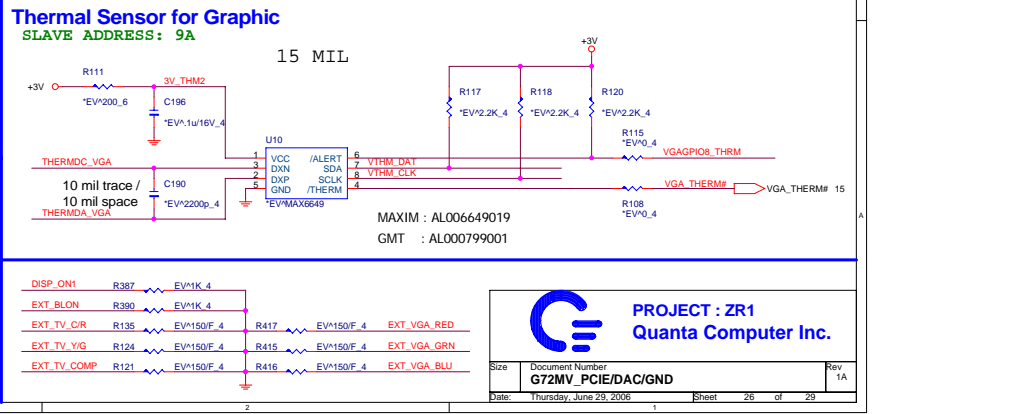 Thermal Sensor for Graphic
SLAVE ADDRESS: 9A
15 MIL
+3V
+3V
R111
3V_THM2
*EV^200_6
C196
*EV^.1u/16V_4
R117
*EV^2.2K_4
R118
*EV^2.2K_4
R120
*EV^2.2K_4
R115
*EV^0_4
VGAGPIO8_THRM
U10
1 VCC /ALERT 6
3 DXN SDA 7
2 DXP SCLK 8
5 GND /THERM 4
*EV^MAX6649
VTHM_DAT
VTHM_CLK
THERMDC_VGA
10 mil trace /
10 mil space
THERMDA_VGA
C190
*EV^2200p_4
VGA_THERM#
VGA_THERM# 15
R108
*EV^0_4
MAXIM : AL006649019
GMT : AL000799001
A
DISP_ON1 R387 EV^1K_4
EXT_BLON R390 EV^1K_4
EXT_TV_C/R R135 EV^150/F_4 R417 EV^150/F_4 EXT_VGA_RED
EXT_TV_Y/G R124 EV^150/F_4 R415 EV^150/F_4 EXT_VGA_GRN
EXT_TV_COMP R121 EV^150/F_4 R416 EV^150/F_4 EXT_VGA_BLU
PROJECT : ZR1
Quanta Computer Inc.
Size Document Number Rev
G72MV_PCIE/DAC/GND 1A
Date: Thursday, June 29, 2006 Sheet 26 of 29
2 1